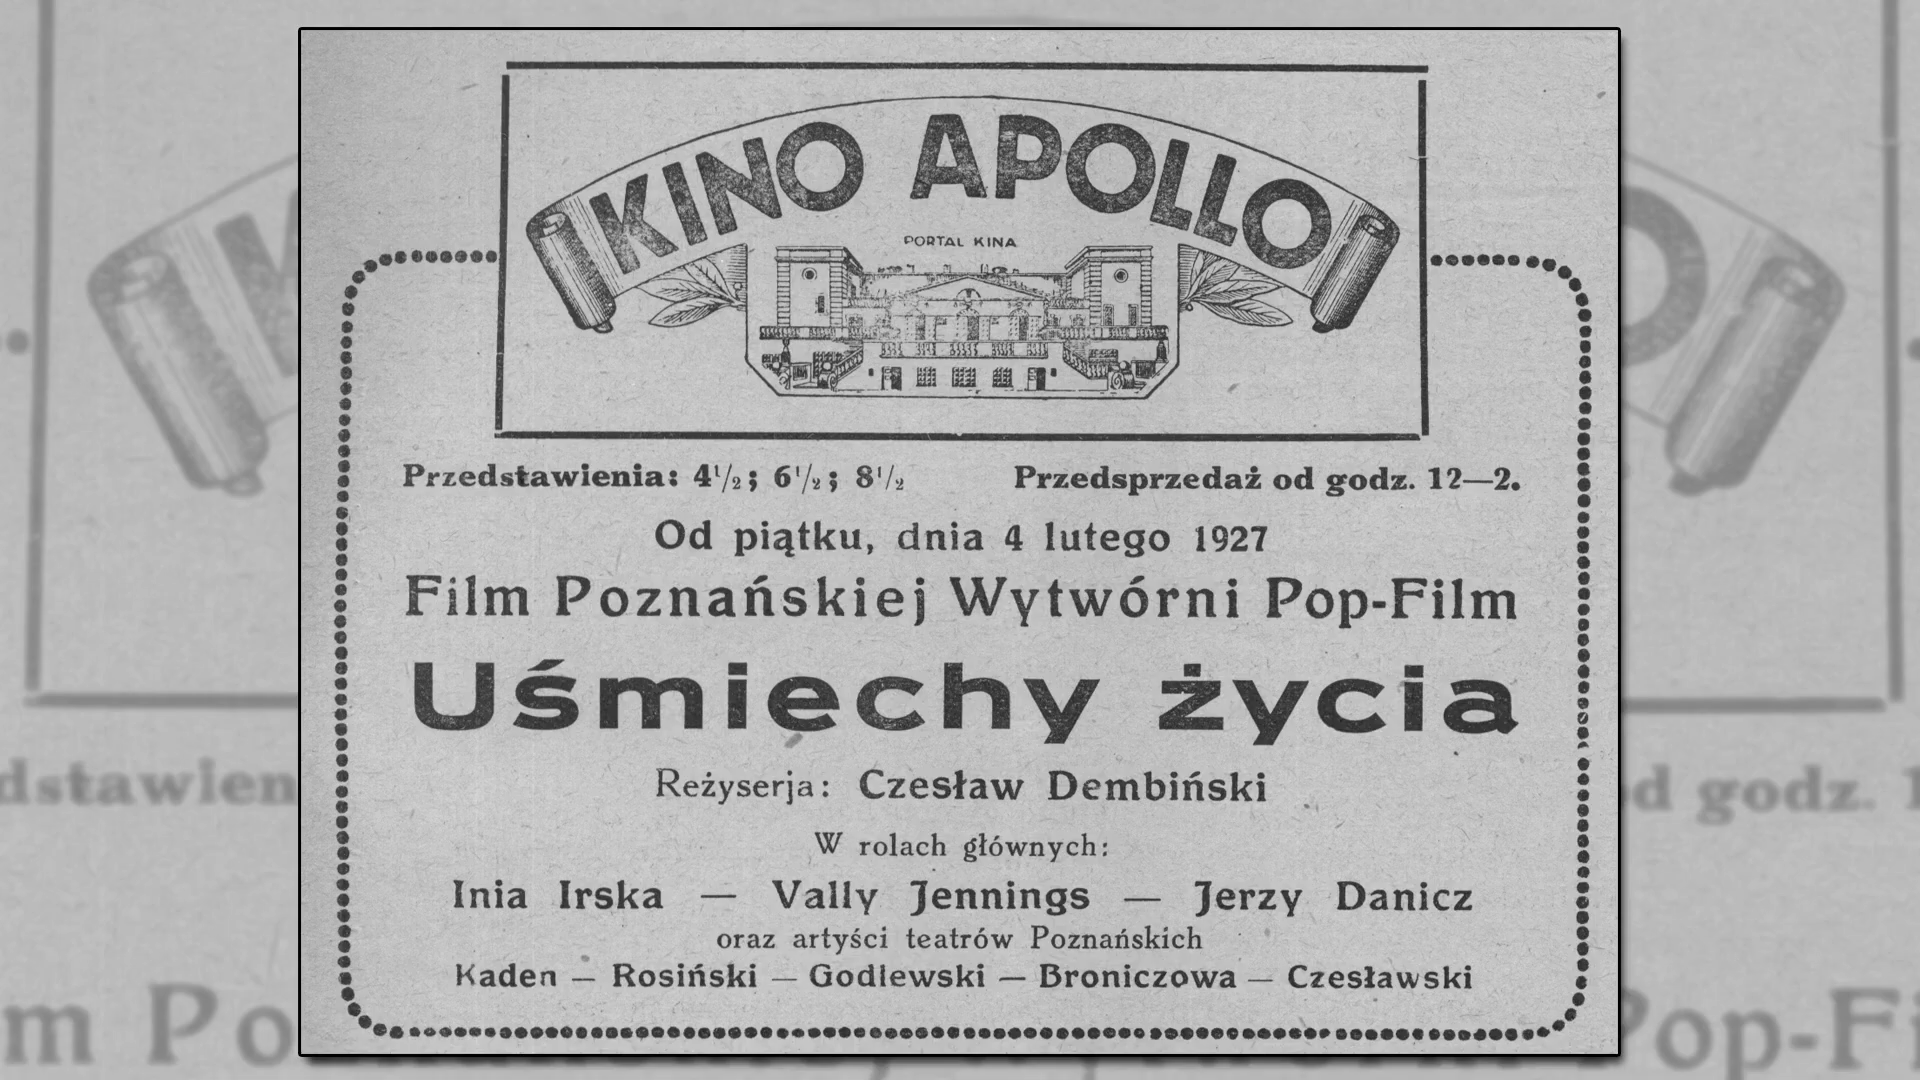 KINO APOLLO
PORTAL KINA
Przedstawienia: 4¹/₂; 6¹/₂; 8¹/₂ Przedsprzedaż od godz. 12—2.
Od piątku, dnia 4 lutego 1927
Film Poznańskiej Wytwórni Pop-Film
Uśmiechy życia
Reżyserja: Czesław Dembiński
W rolach głównych:
Inia Irska — Vally Jennings — Jerzy Danicz
oraz artyści teatrów Poznańskich
Kaden — Rosiński — Godlewski — Broniczowa — Czesławski